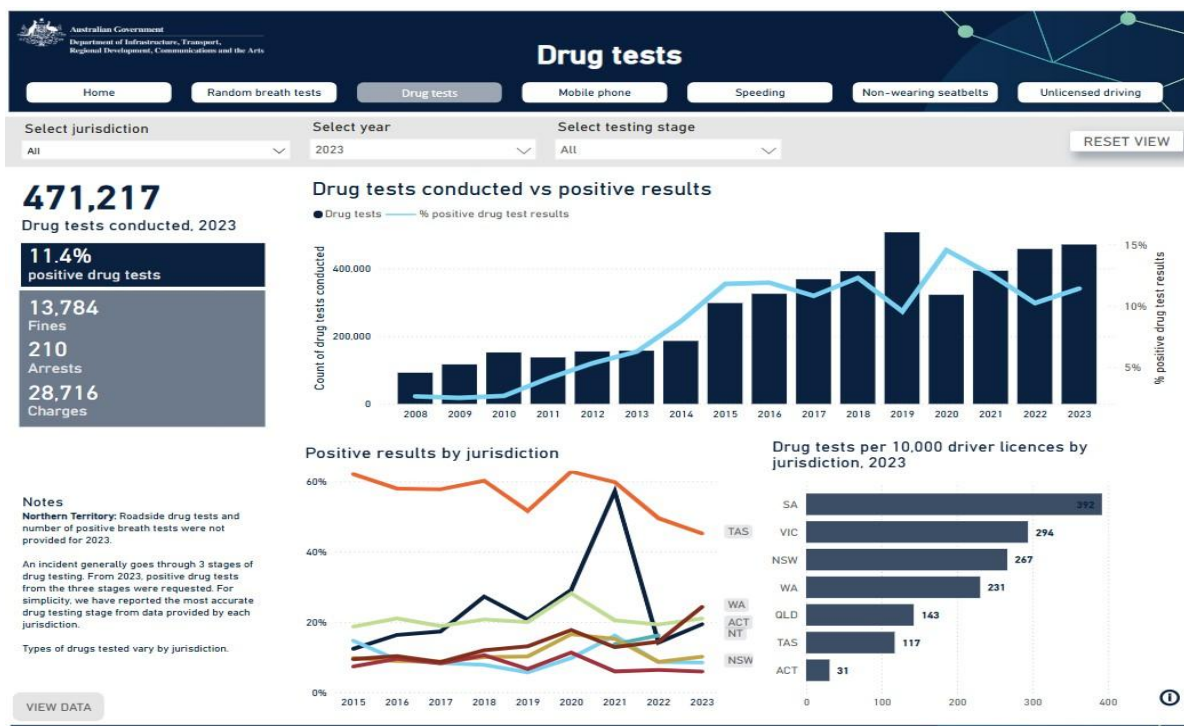 Australian Government
Department of Infrastructure, Transport,
Regional Development, Communications and the Arts
Drug tests
Home
Random breath tests
Drug tests
Mobile phone
Speeding
Non-wearing seatbelts
Unlicensed driving
Select jurisdiction
All
Select year
2023
Select testing stage
All
RESET VIEW
471,217
Drug tests conducted, 2023
11.4%
positive drug tests
13,784
Fines
210
Arrests
28,716
Charges
Notes
Northern Territory: Roadside drug tests and
number of positive breath tests were not
provided for 2023.
An incident generally goes through 3 stages of
drug testing. From 2023, positive drug tests
from the three stages were requested. For
simplicity, we have reported the most accurate
drug testing stage from data provided by each
jurisdiction.
Types of drugs tested vary by jurisdiction.
VIEW DATA
Drug tests conducted vs positive results
Drug tests
% positive drug test results
Count of drug tests conducted
400,000
200,000
0
15%
10%
5%
% positive drug test results
2008 2009 2010 2011 2012 2013 2014 2015 2016 2017 2018 2019 2020 2021 2022 2023
Positive results by jurisdiction
60%
40%
20%
0%
TAS
WA
ACT
NT
NSW
2015 2016 2017 2018 2019 2020 2021 2022 2023
Drug tests per 10,000 driver licences by
jurisdiction, 2023
SA 392
VIC 294
NSW 267
WA 231
QLD 143
TAS 117
ACT 31
0 100 200 300 400